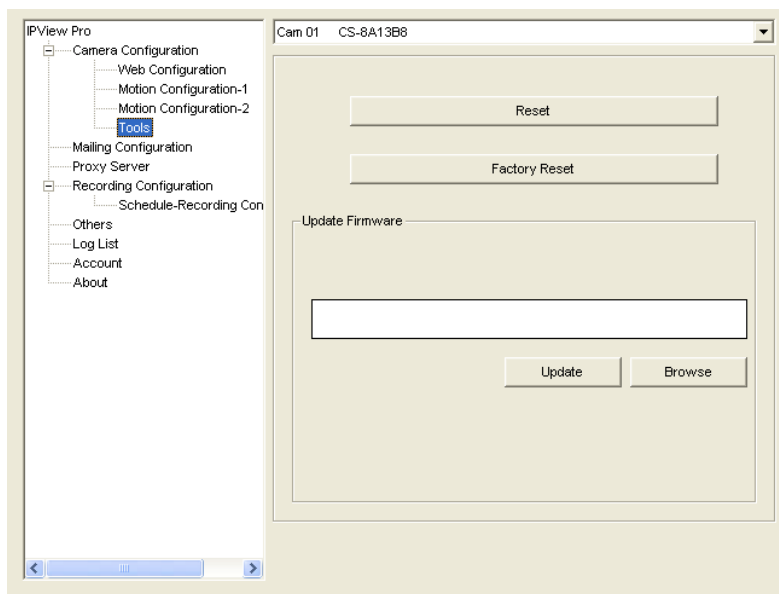 IPView Pro
Camera Configuration
Web Configuration
Motion Configuration-1
Motion Configuration-2
Tools
Mailing Configuration
Proxy Server
Recording Configuration
Schedule-Recording Con
Others
Log List
Account
About
Cam 01 CS-8A13B8
Reset
Factory Reset
Update Firmware
Update Browse